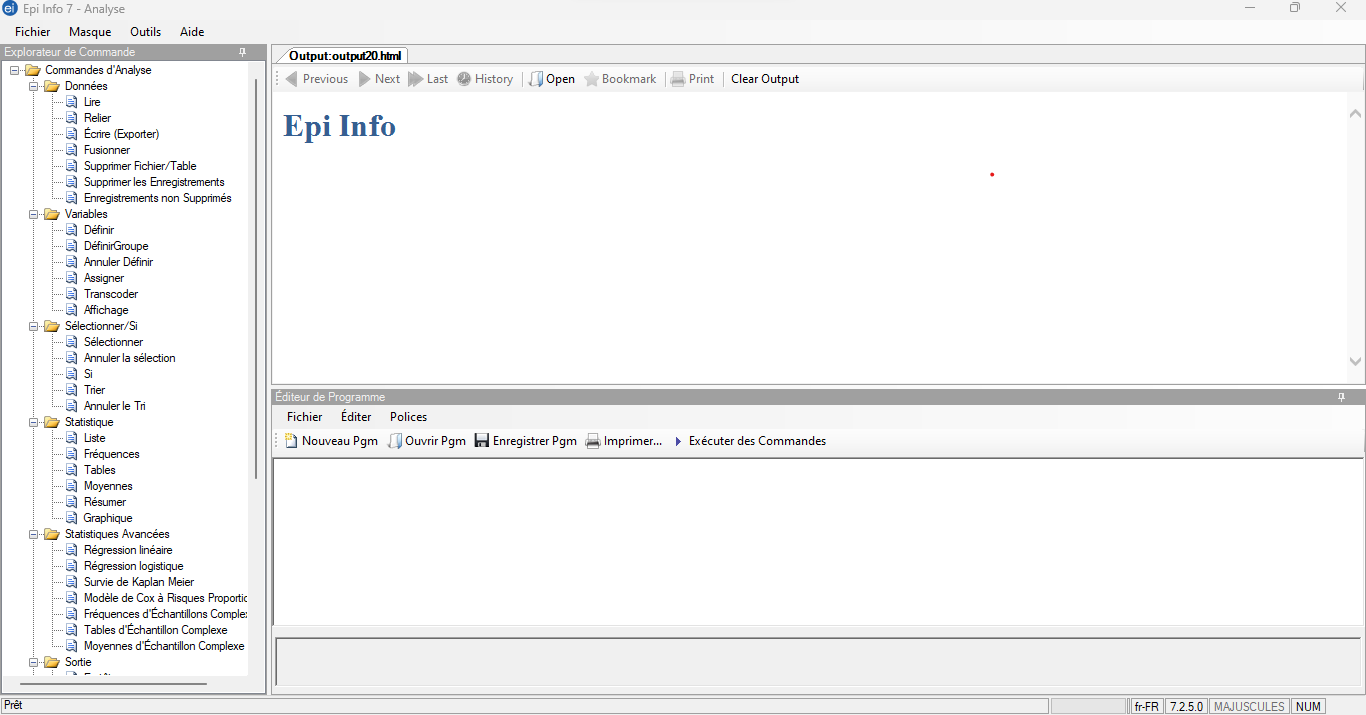 ei Epi Info 7 - Analyse
Fichier Masque Outils Aide
Explorateur de Commande
Commandes d'Analyse
Données
Lire
Relier
Écrire (Exporter)
Fusionner
Supprimer Fichier/Table
Supprimer les Enregistrements
Enregistrements non Supprimés
Variables
Définir
DéfinirGroupe
Annuler Définir
Assigner
Transcoder
Affichage
Sélectionner/Si
Sélectionner
Annuler la sélection
Si
Trier
Annuler le Tri
Statistique
Liste
Fréquences
Tables
Moyennes
Résumer
Graphique
Statistiques Avancées
Régression linéaire
Régression logistique
Survie de Kaplan Meier
Modèle de Cox à Risques Proportio
Fréquences d'Échantillons Comple
Tables d'Échantillon Complexe
Moyennes d'Échantillon Complexe
Sortie
Output:output20.html
Previous Next Last History Open Bookmark Print Clear Output
Epi Info
Éditeur de Programme
Fichier Éditer Polices
Nouveau Pgm Ouvrir Pgm Enregistrer Pgm Imprimer... Exécuter des Commandes
Prêt fr-FR 7.2.5.0 MAJUSCULES NUM